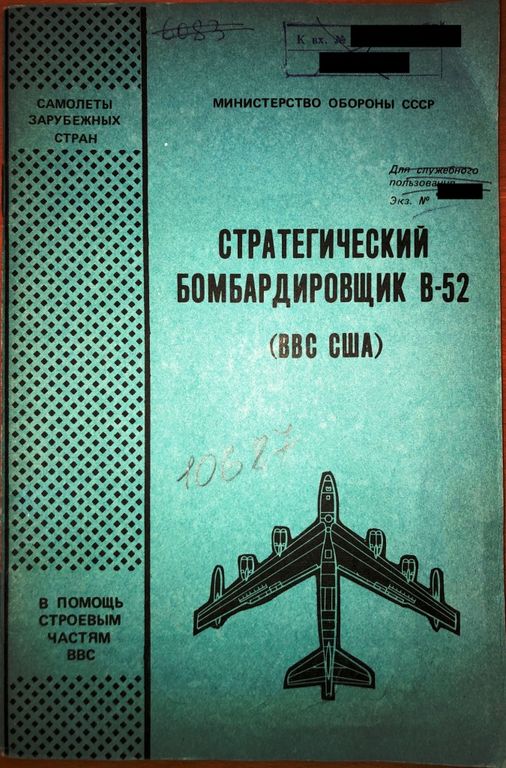 6083
К вх. №
САМОЛЕТЫ
ЗАРУБЕЖНЫХ
СТРАН
МИНИСТЕРСТВО ОБОРОНЫ СССР
Для служебного
пользования
Экз. №
СТРАТЕГИЧЕСКИЙ
БОМБАРДИРОВЩИК В-52
(ВВС США)
10627
В ПОМОЩЬ
СТРОЕВЫМ
ЧАСТЯМ
ВВС